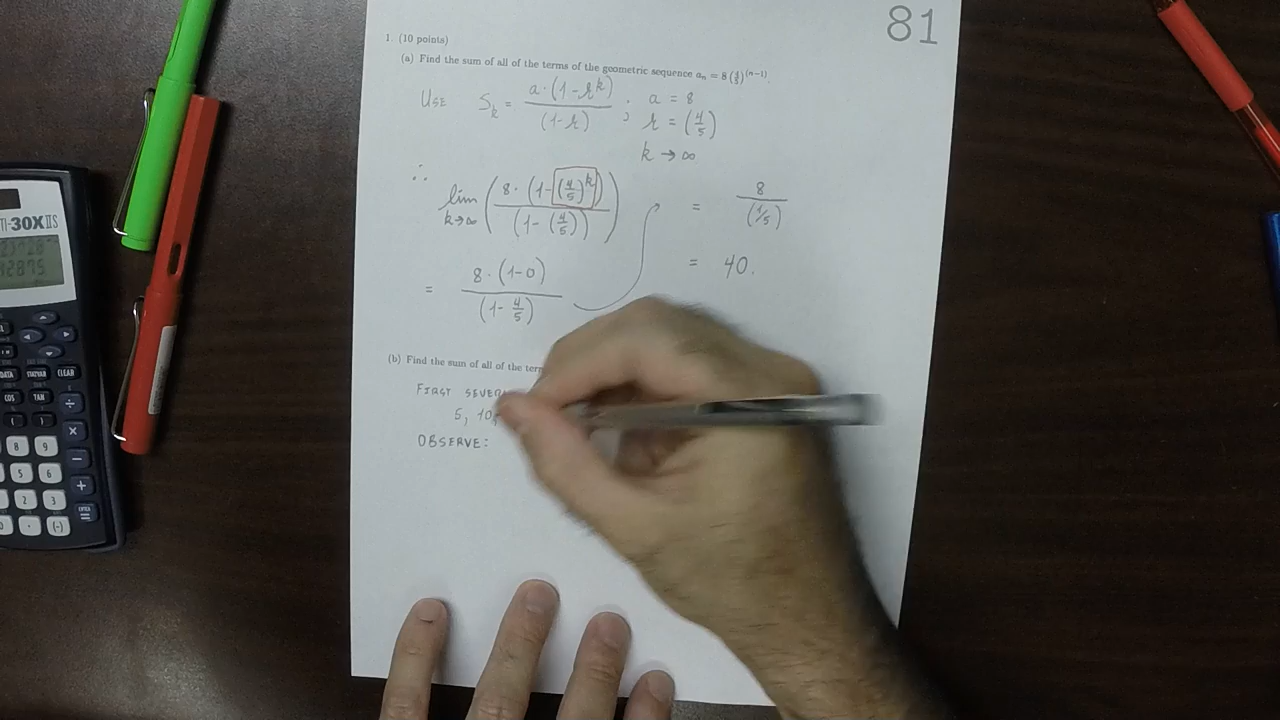 81
1. (10 points)
(a) Find the sum of all of the terms of the geometric sequence aₙ = 8(4/5)^(n−1).
USE Sₖ = a·(1−r^k)/(1−r) ; a = 8
r = (4/5)
k → ∞
∴ lim k→∞ (8·(1−(4/5)^k)/(1−(4/5))) = 8/(1/5)
= 8·(1−0)/(1−4/5) = 40.
(b) Find the sum of all of the
FIRST
5, 10,
OBSERVE:
TI-30X IIS